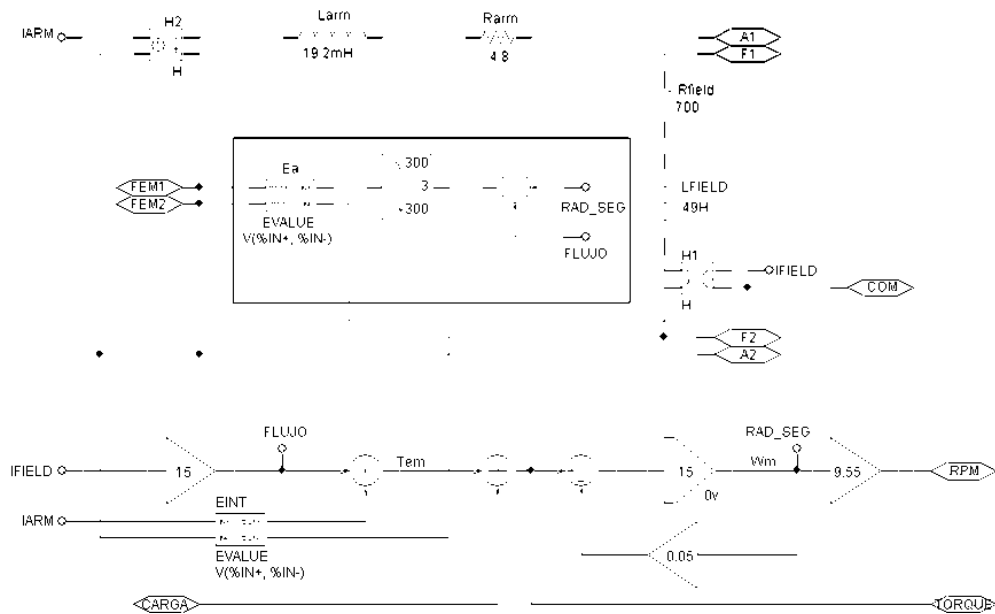 H2
Larm
Rarm
IARM
A1
19.2mH
4.8
F1
H
Rfield
700
300
Ea
FEM1
3
LFIELD
FEM2
300
RAD_SEG
49H
EVALUE
V(%IN+, %IN-)
FLUJO
H1
IFIELD
COM
H
F2
A2
FLUJO
RAD_SEG
IFIELD
15
Tem
15
Wm
9.55
RPM
0v
EINT
IARM
EVALUE
V(%IN+, %IN-)
0.05
CARGA
TORQUE